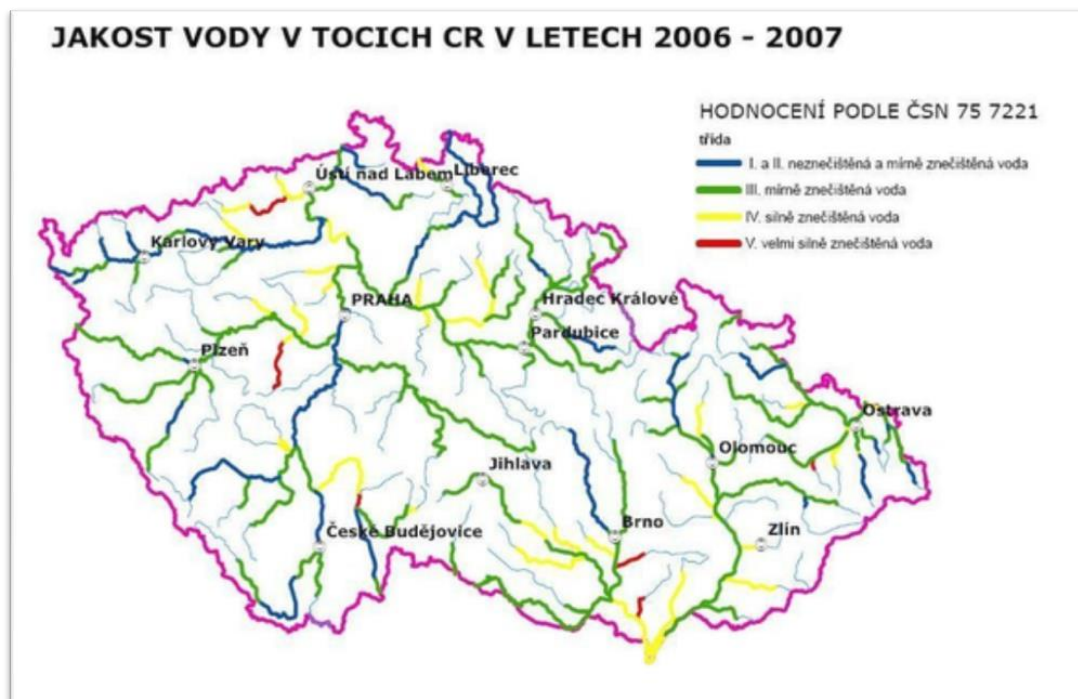 JAKOST VODY V TOCICH CR V LETECH 2006 - 2007
HODNOCENÍ PODLE ČSN 75 7221
třída
I. a II. neznečištěná a mírně znečištěná voda
III. mírně znečištěná voda
IV. silně znečištěná voda
V. velmi silně znečištěná voda
Ústí nad Labem
Liberec
Karlovy Vary
PRAHA
Hradec Králové
Pardubice
Plzeň
Ostrava
Olomouc
Jihlava
Brno
Zlín
České Budějovice